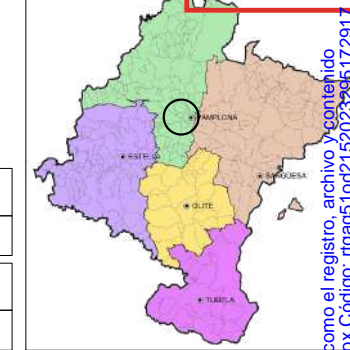 PAMPLONA
ESTELLA
SANGÜESA
OLITE
TUDELA
como el registro, archivo y contenido